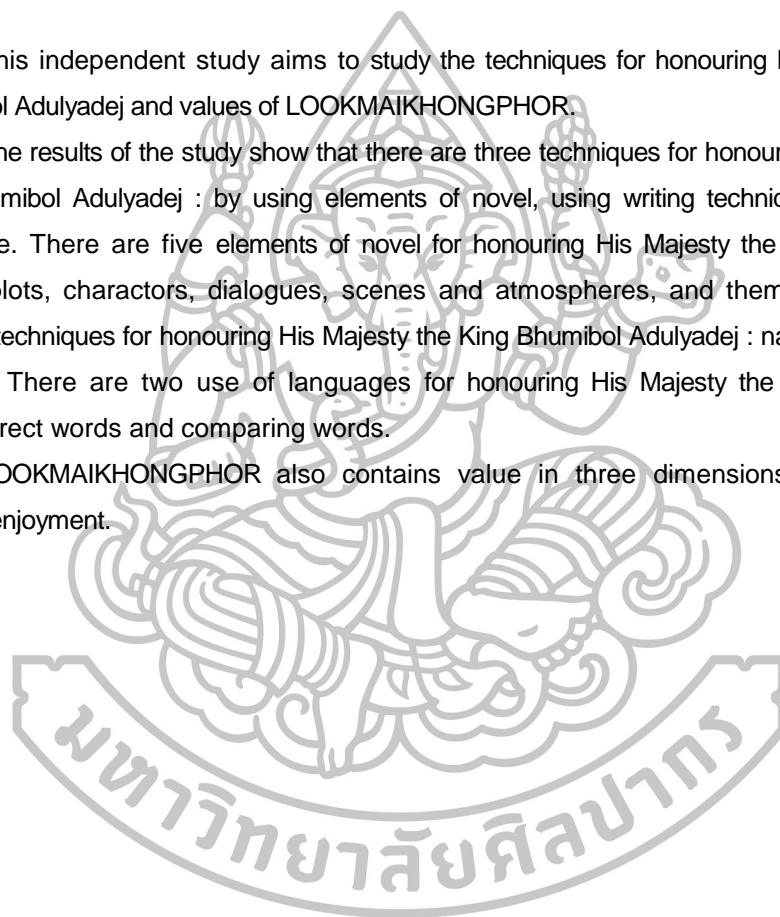 his independent study aims to study the techniques for honouring
ol Adulyadej and values of LOOKMAIKHONGPHOR.
he results of the study show that there are three techniques for honour
mibol Adulyadej : by using elements of novel, using writing technic
e. There are five elements of novel for honouring His Majesty the
plots, charactors, dialogues, scenes and atmospheres, and them
techniques for honouring His Majesty the King Bhumibol Adulyadej : na
There are two use of languages for honouring His Majesty the
rect words and comparing words.
OOKMAIKHONGPHOR also contains value in three dimensions
enjoyment.
มหาวิทยาลัยศิลปากร